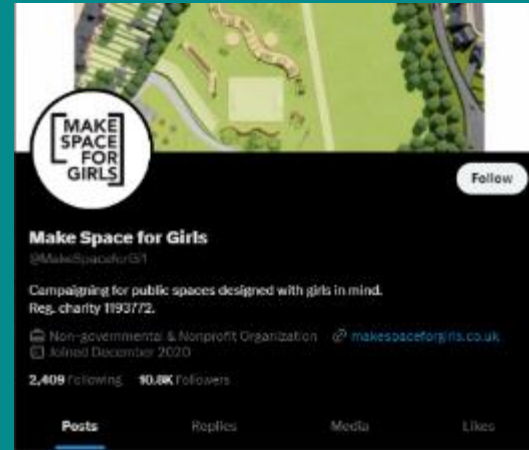 MAKE
SPACE
FOR
GIRLS
Follow
Make Space for Girls
Campaigning for public spaces designed with girls in mind.
Reg. charity 1193772.
Non-governmental & Nonprofit Organization makespaceforgirls.co.uk
Joined December 2020
2,409 Following 10.8K Followers
Posts Replies Media Likes